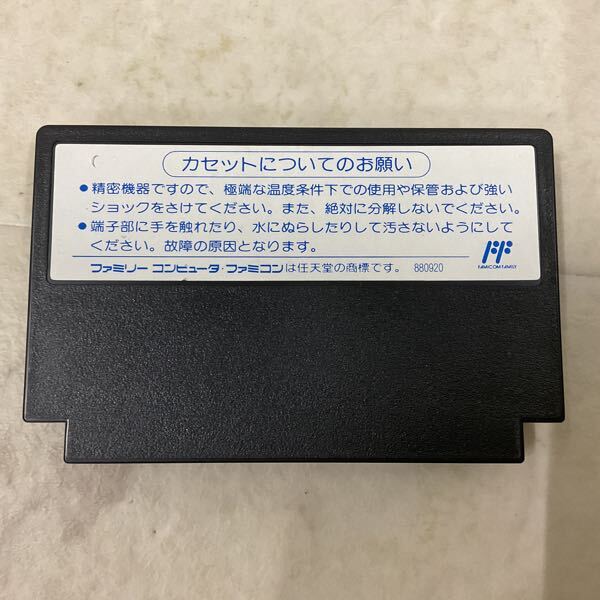 カセットについてのお願い
●精密機器ですので、極端な温度条件下での使用や保管および強い
ショックをさけてください。また、絶対に分解しないでください。
●端子部に手を触れたり、水にぬらしたりして汚さないようにして
ください。故障の原因となります。
FAMICOM FAMILY
ファミリー コンピュータ・ファミコンは任天堂の商標です。 880920